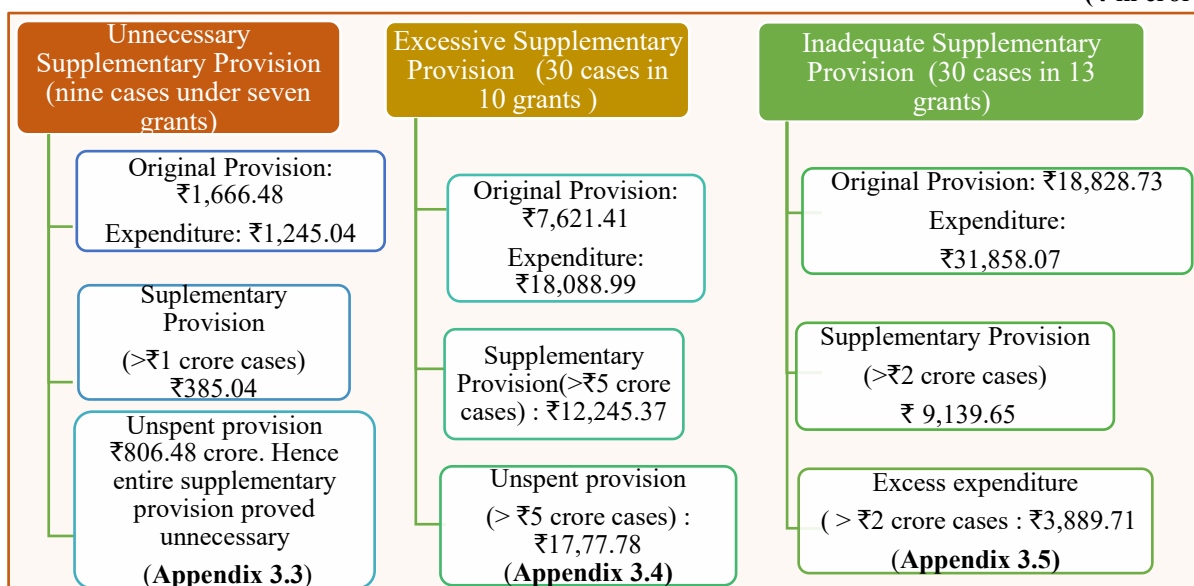 (₹ in crore
Unnecessary
Supplementary Provision
(nine cases under seven
grants)
Original Provision:
₹1,666.48
Expenditure: ₹1,245.04
Suplementary
Provision
(>₹1 crore cases)
₹385.04
Unspent provision
₹806.48 crore. Hence
entire supplementary
provision proved
unnecessary
(Appendix 3.3)
Excessive Supplementary
Provision (30 cases in
10 grants )
Original Provision:
₹7,621.41
Expenditure:
₹18,088.99
Supplementary
Provision(>₹5 crore
cases) : ₹12,245.37
Unspent provision
(> ₹5 crore cases) :
₹17,77.78
(Appendix 3.4)
Inadequate Supplementary
Provision (30 cases in 13
grants)
Original Provision: ₹18,828.73
Expenditure:
₹31,858.07
Supplementary Provision
(>₹2 crore cases)
₹ 9,139.65
Excess expenditure
( > ₹2 crore cases : ₹3,889.71
(Appendix 3.5)